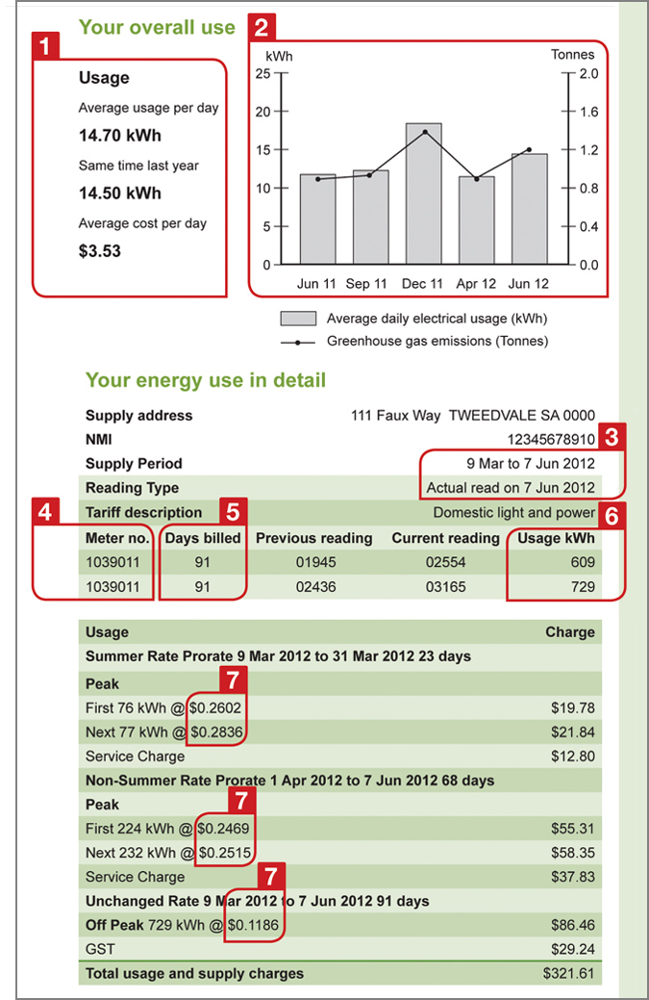 Your overall use
1
Usage
Average usage per day
14.70 kWh
Same time last year
14.50 kWh
Average cost per day
$3.53
2
kWh Tonnes
25 2.0
20 1.6
15 1.2
10 0.8
5 0.4
0 0.0
Jun 11 Sep 11 Dec 11 Apr 12 Jun 12
Average daily electrical usage (kWh)
Greenhouse gas emissions (Tonnes)
Your energy use in detail
Supply address 111 Faux Way TWEEDVALE SA 0000
NMI 12345678910 3
Supply Period 9 Mar to 7 Jun 2012
Reading Type Actual read on 7 Jun 2012
4 Tariff description 5 Domestic light and power 6
Meter no. Days billed Previous reading Current reading Usage kWh
1039011 91 01945 02554 609
1039011 91 02436 03165 729
Usage Charge
Summer Rate Prorate 9 Mar 2012 to 31 Mar 2012 23 days
Peak 7
First 76 kWh @ $0.2602 $19.78
Next 77 kWh @ $0.2836 $21.84
Service Charge $12.80
Non-Summer Rate Prorate 1 Apr 2012 to 7 Jun 2012 68 days
Peak 7
First 224 kWh @ $0.2469 $55.31
Next 232 kWh @ $0.2515 $58.35
Service Charge 7 $37.83
Unchanged Rate 9 Mar 2012 to 7 Jun 2012 91 days
Off Peak 729 kWh @ $0.1186 $86.46
GST $29.24
Total usage and supply charges $321.61